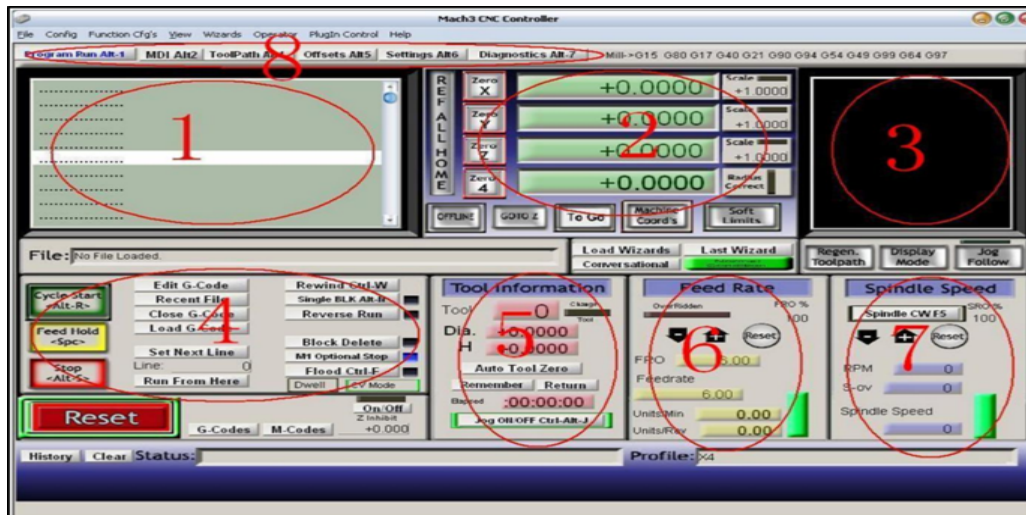 Mach3 CNC Controller
File Config Function Cfg's View Wizards Operator PlugIn Control Help
Program Run Alt-1 MDI Alt2 ToolPath Offsets Alt5 Settings Alt6 Diagnostics Alt-7 Mill->G15 G80 G17 G40 G21 G90 G94 G54 G49 G99 G64 G97
8
1
2
3
REF ALL HOME
Zero X +0.0000 Scale +1.0000
Zero Y +0.0000 Scale +1.0000
Zero Z +0.0000 Scale +1.0000
Zero 4 +0.0000 Radius Correct
OFFLINE GOTO Z To Go Machine Coord's Soft Limits
File: No File Loaded.
Load Wizards Last Wizard
Conversational
Regen. Toolpath Display Mode Jog Follow
Cycle Start
<Alt-R>
Feed Hold
<Spc>
Stop
<Alt-S>
Edit G-Code
Recent File
Close G-Code
Load G-Code
Set Next Line
Line: 0
Run From Here
4
Rewind Ctrl-W
Single BLK Alt-N
Reverse Run
Block Delete
M1 Optional Stop
Flood Ctrl-F
Dwell CV Mode
Reset
G-Codes M-Codes
On/Off
Z Inhibit
+0.000
Tool Information
5
Tool 0 Change Tool
Dia. +0.0000
H +0.0000
Auto Tool Zero
Remember Return
Elapsed :00:00:00
Jog ON/OFF Ctrl-Alt-J
Feed Rate
6
OverRidden FRO %
100
Reset
FRO 6.00
Feedrate
6.00
Units/Min 0.00
Units/Rev 0.00
Spindle Speed
7
Spindle CW F5 SRO %
100
Reset
RPM 0
S-ov 0
Spindle Speed
0
History Clear Status: Profile: X4